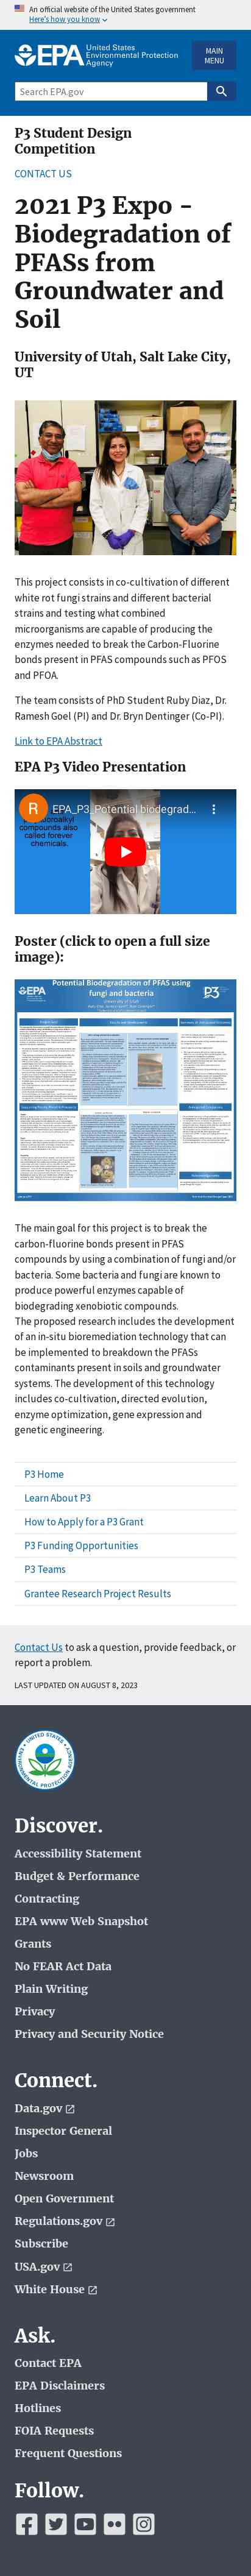 An official website of the United States government
Here's how you know
EPA United States
Environmental Protection
Agency
MAIN
MENU
Search EPA.gov
P3 Student Design
Competition
CONTACT US
2021 P3 Expo -
Biodegradation of
PFASs from
Groundwater and
Soil
University of Utah, Salt Lake City,
UT
This project consists in co-cultivation of different
white rot fungi strains and different bacterial
strains and testing what combined
microorganisms are capable of producing the
enzymes needed to break the Carbon-Fluorine
bonds present in PFAS compounds such as PFOS
and PFOA.
The team consists of PhD Student Ruby Diaz, Dr.
Ramesh Goel (PI) and Dr. Bryn Dentinger (Co-PI).
Link to EPA Abstract
EPA P3 Video Presentation
R EPA_P3_Potential biodegrad...
compounds also
called forever
chemicals.
Poster (click to open a full size
image):
Potential Biodegradation of PFAS using
fungi and bacteria
EPA
P3
The main goal for this project is to break the
carbon-fluorine bonds present in PFAS
compounds by using a combination of fungi and/or
bacteria. Some bacteria and fungi are known to
produce powerful enzymes capable of
biodegrading xenobiotic compounds.
The proposed research includes the development
of an in-situ bioremediation technology that can
be implemented to breakdown the PFASs
contaminants present in soils and groundwater
systems. The development of this technology
includes co-cultivation, directed evolution,
enzyme optimization, gene expression and
genetic engineering.
P3 Home
Learn About P3
How to Apply for a P3 Grant
P3 Funding Opportunities
P3 Teams
Grantee Research Project Results
Contact Us to ask a question, provide feedback, or
report a problem.
LAST UPDATED ON AUGUST 8, 2023
UNITED STATES
ENVIRONMENTAL PROTECTION AGENCY
Discover.
Accessibility Statement
Budget & Performance
Contracting
EPA www Web Snapshot
Grants
No FEAR Act Data
Plain Writing
Privacy
Privacy and Security Notice
Connect.
Data.gov
Inspector General
Jobs
Newsroom
Open Government
Regulations.gov
Subscribe
USA.gov
White House
Ask.
Contact EPA
EPA Disclaimers
Hotlines
FOIA Requests
Frequent Questions
Follow.